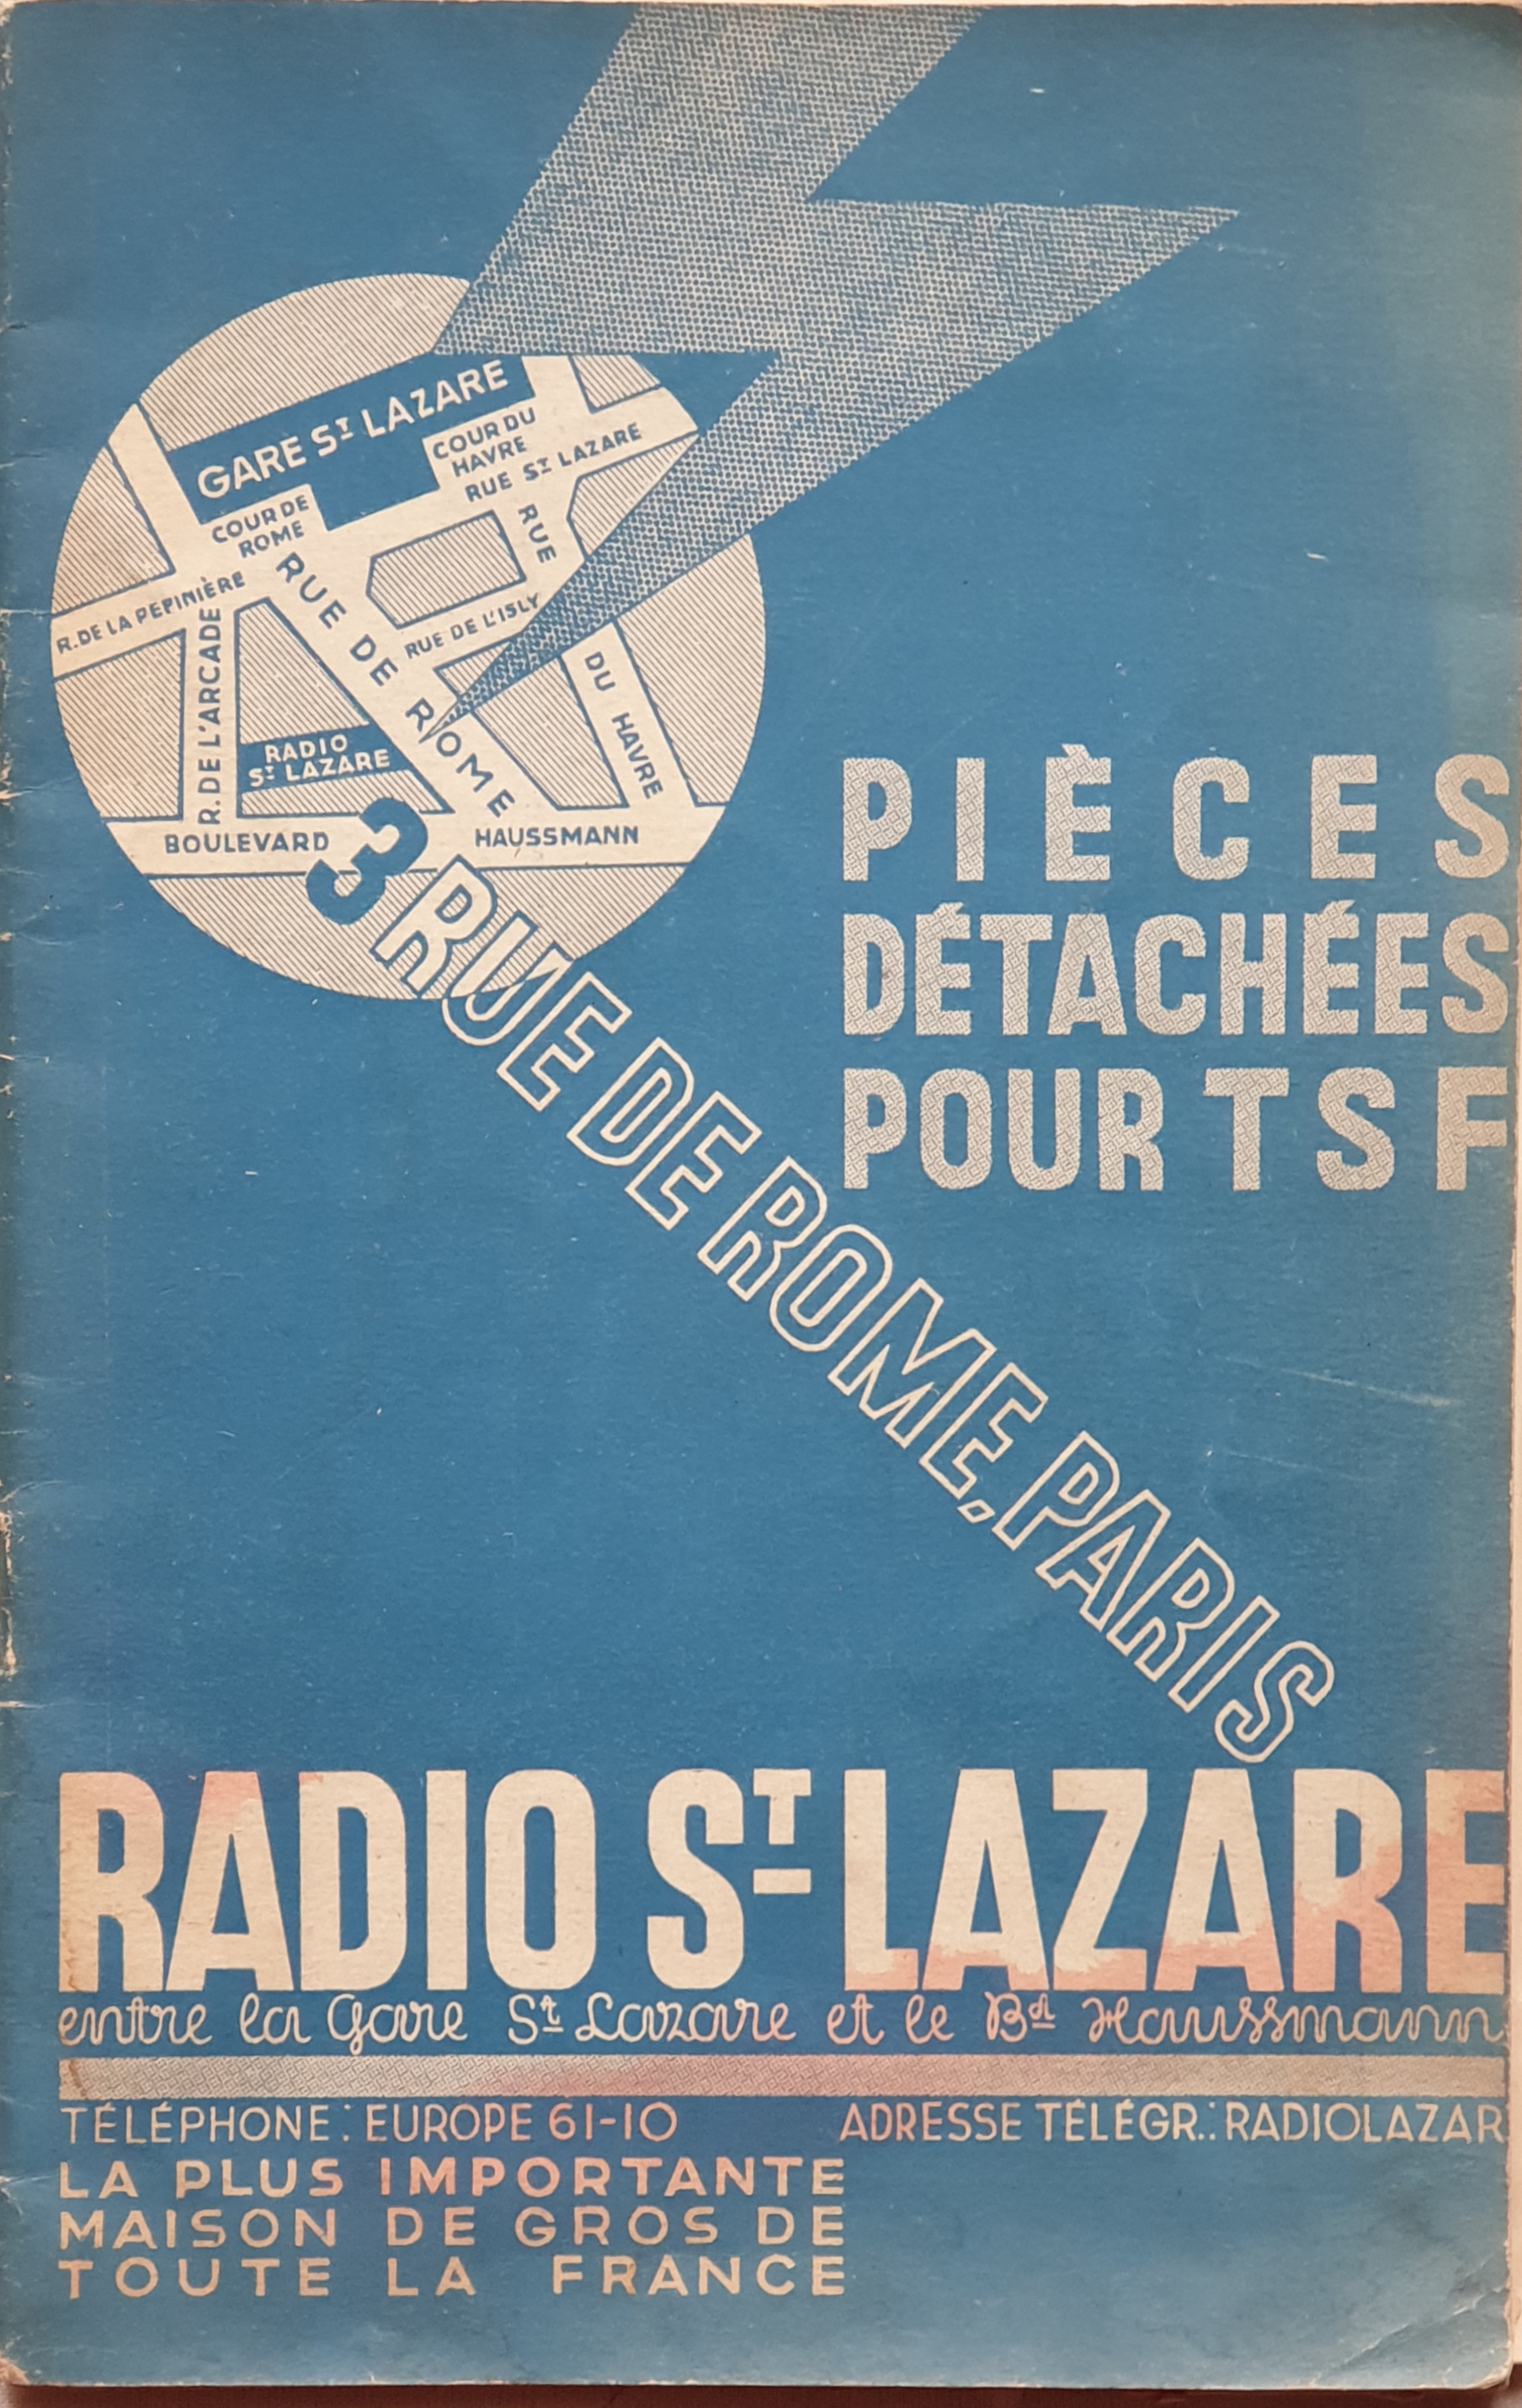 GARE ST LAZARE
COUR DU
HAVRE
RUE ST LAZARE
COUR DE
ROME
RUE
R. DE LA PÉPINIÈRE
RUE DE ROME
RUE DE L'ISLY
R. DE L'ARCADE
DU HAVRE
RADIO
ST LAZARE
BOULEVARD HAUSSMANN
3 RUE DE ROME, PARIS
PIÈCES
DÉTACHÉES
POUR TSF
RADIO ST LAZARE
entre la Gare St Lazare et le Bd Haussmann
TÉLÉPHONE: EUROPE 61-10 ADRESSE TÉLÉGR.: RADIOLAZAR
LA PLUS IMPORTANTE
MAISON DE GROS DE
TOUTE LA FRANCE